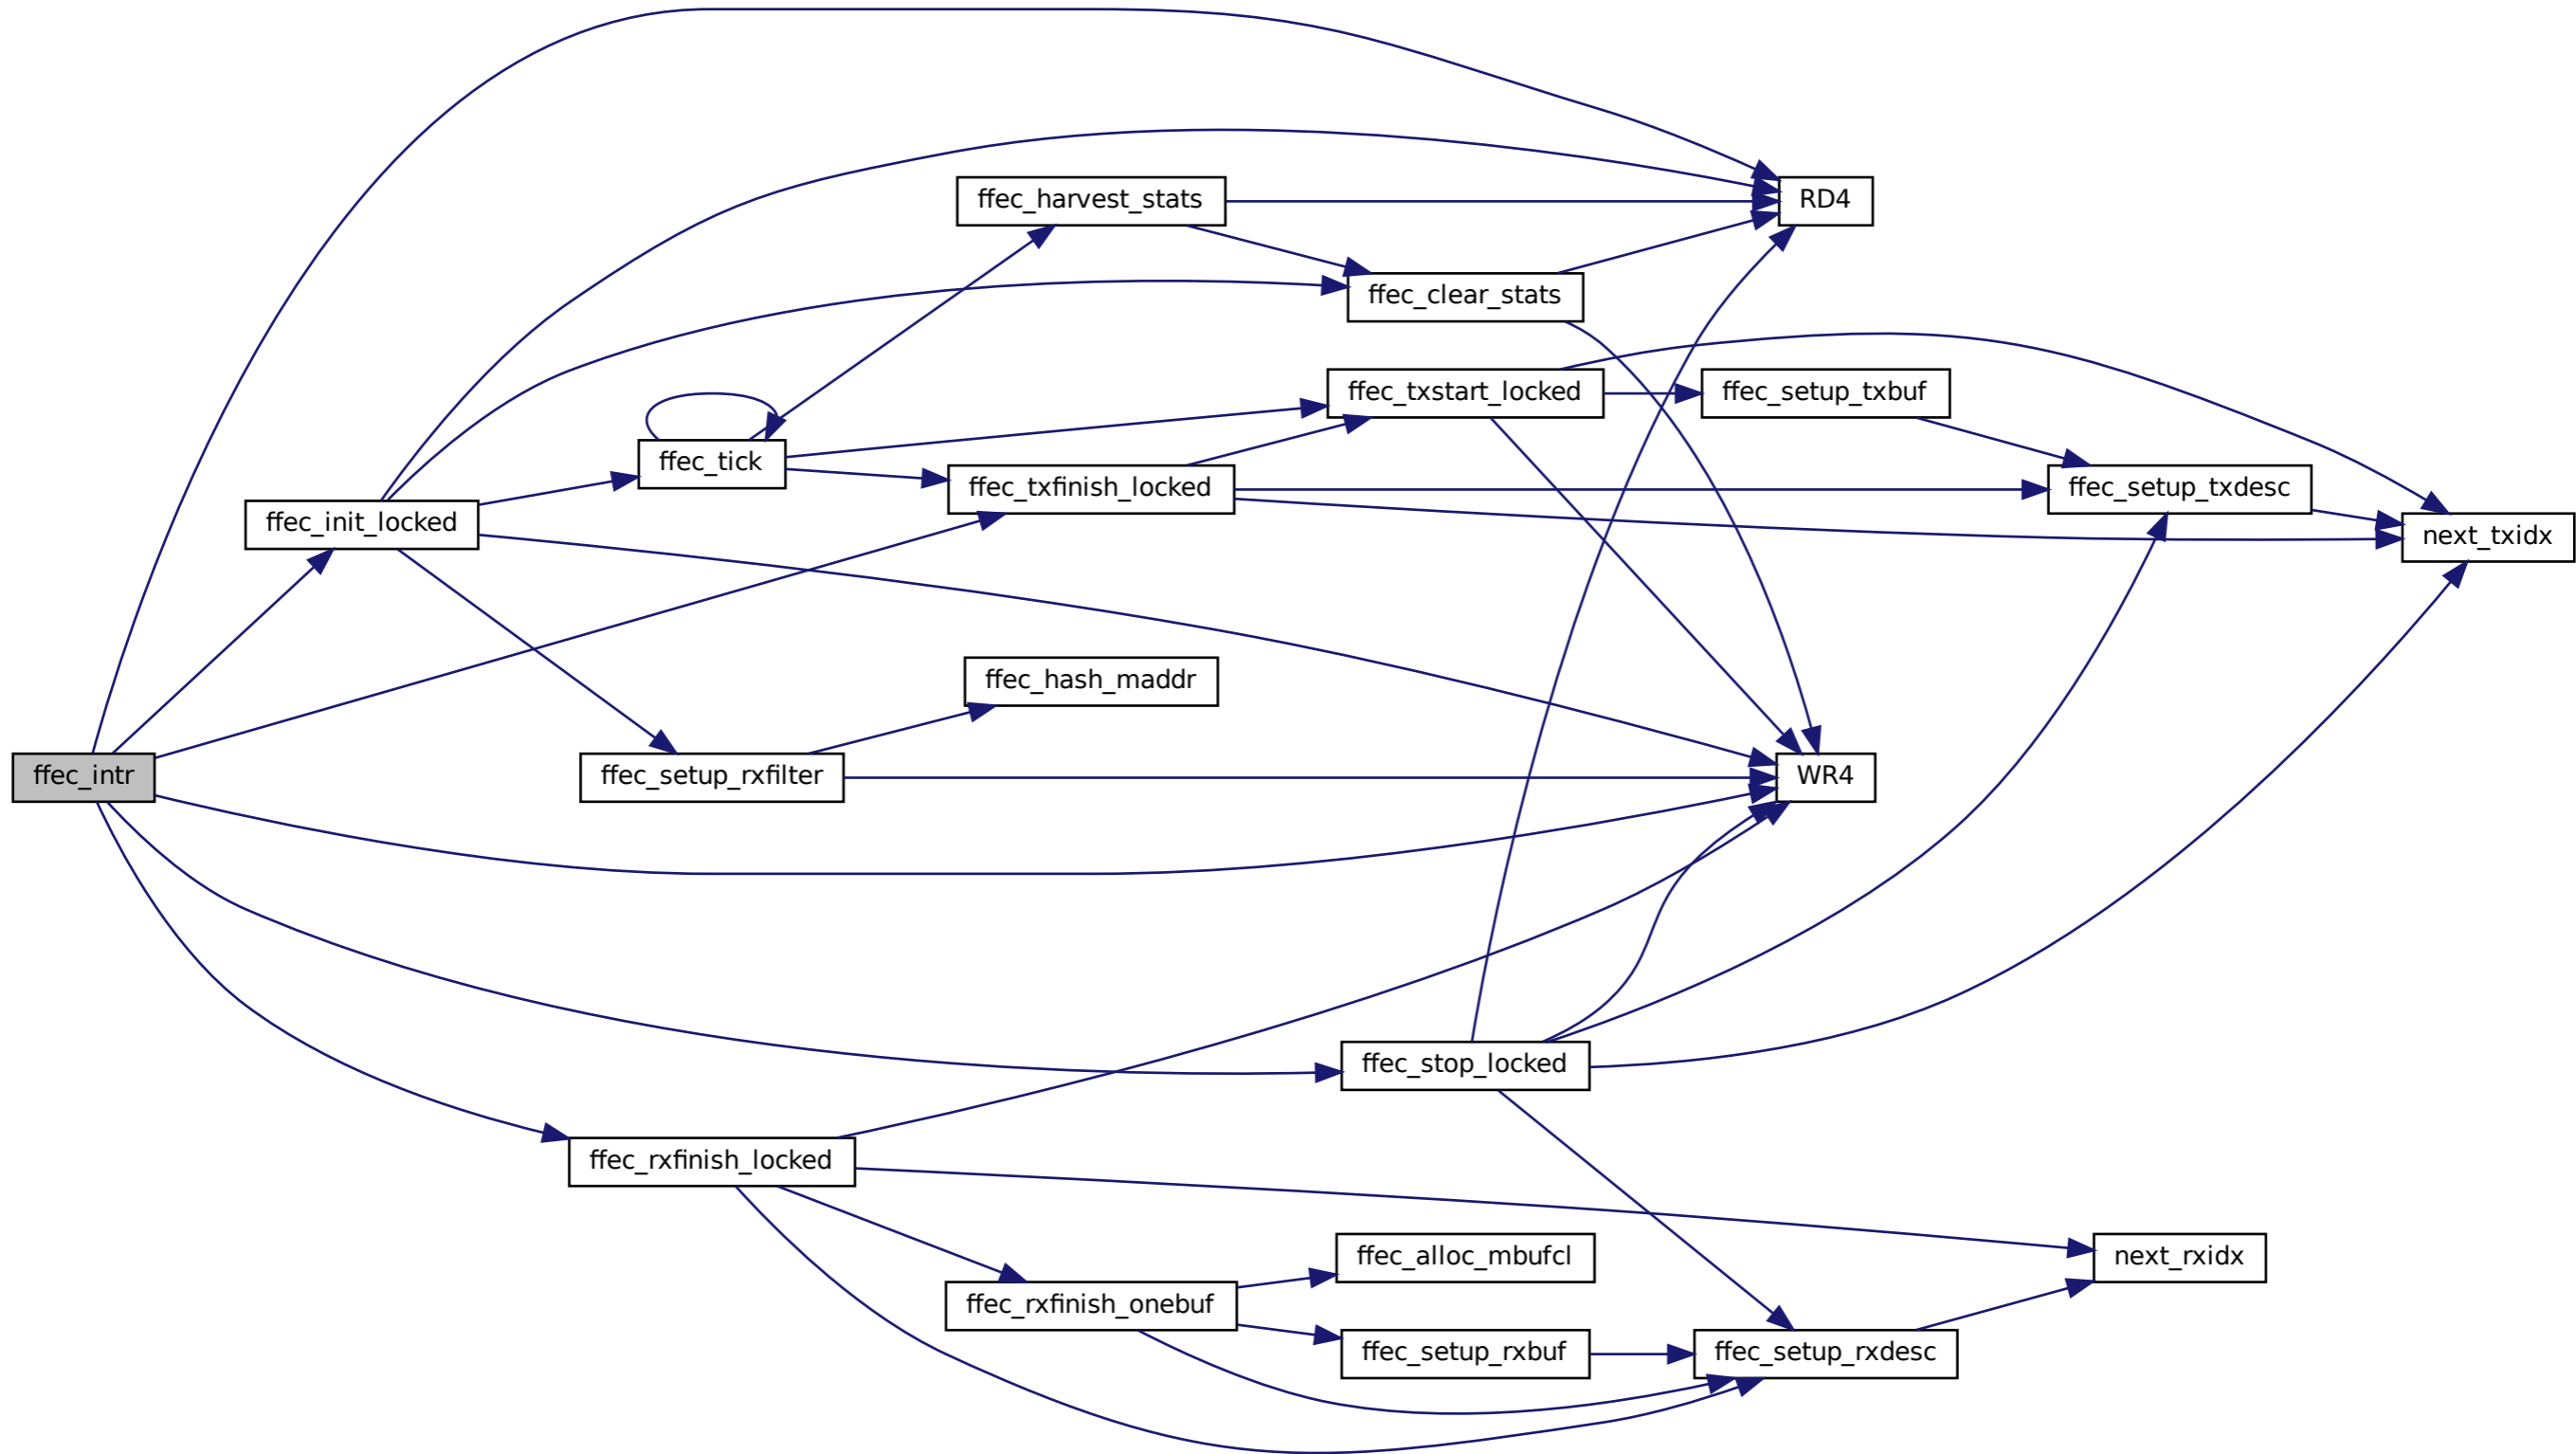 ffec_harvest_stats
RD4
ffec_clear_stats
ffec_txstart_locked
ffec_setup_txbuf
ffec_tick
ffec_txfinish_locked
ffec_setup_txdesc
ffec_init_locked
next_txidx
ffec_hash_maddr
ffec_intr
ffec_setup_rxfilter
WR4
ffec_stop_locked
ffec_rxfinish_locked
ffec_alloc_mbufcl
next_rxidx
ffec_rxfinish_onebuf
ffec_setup_rxbuf
ffec_setup_rxdesc